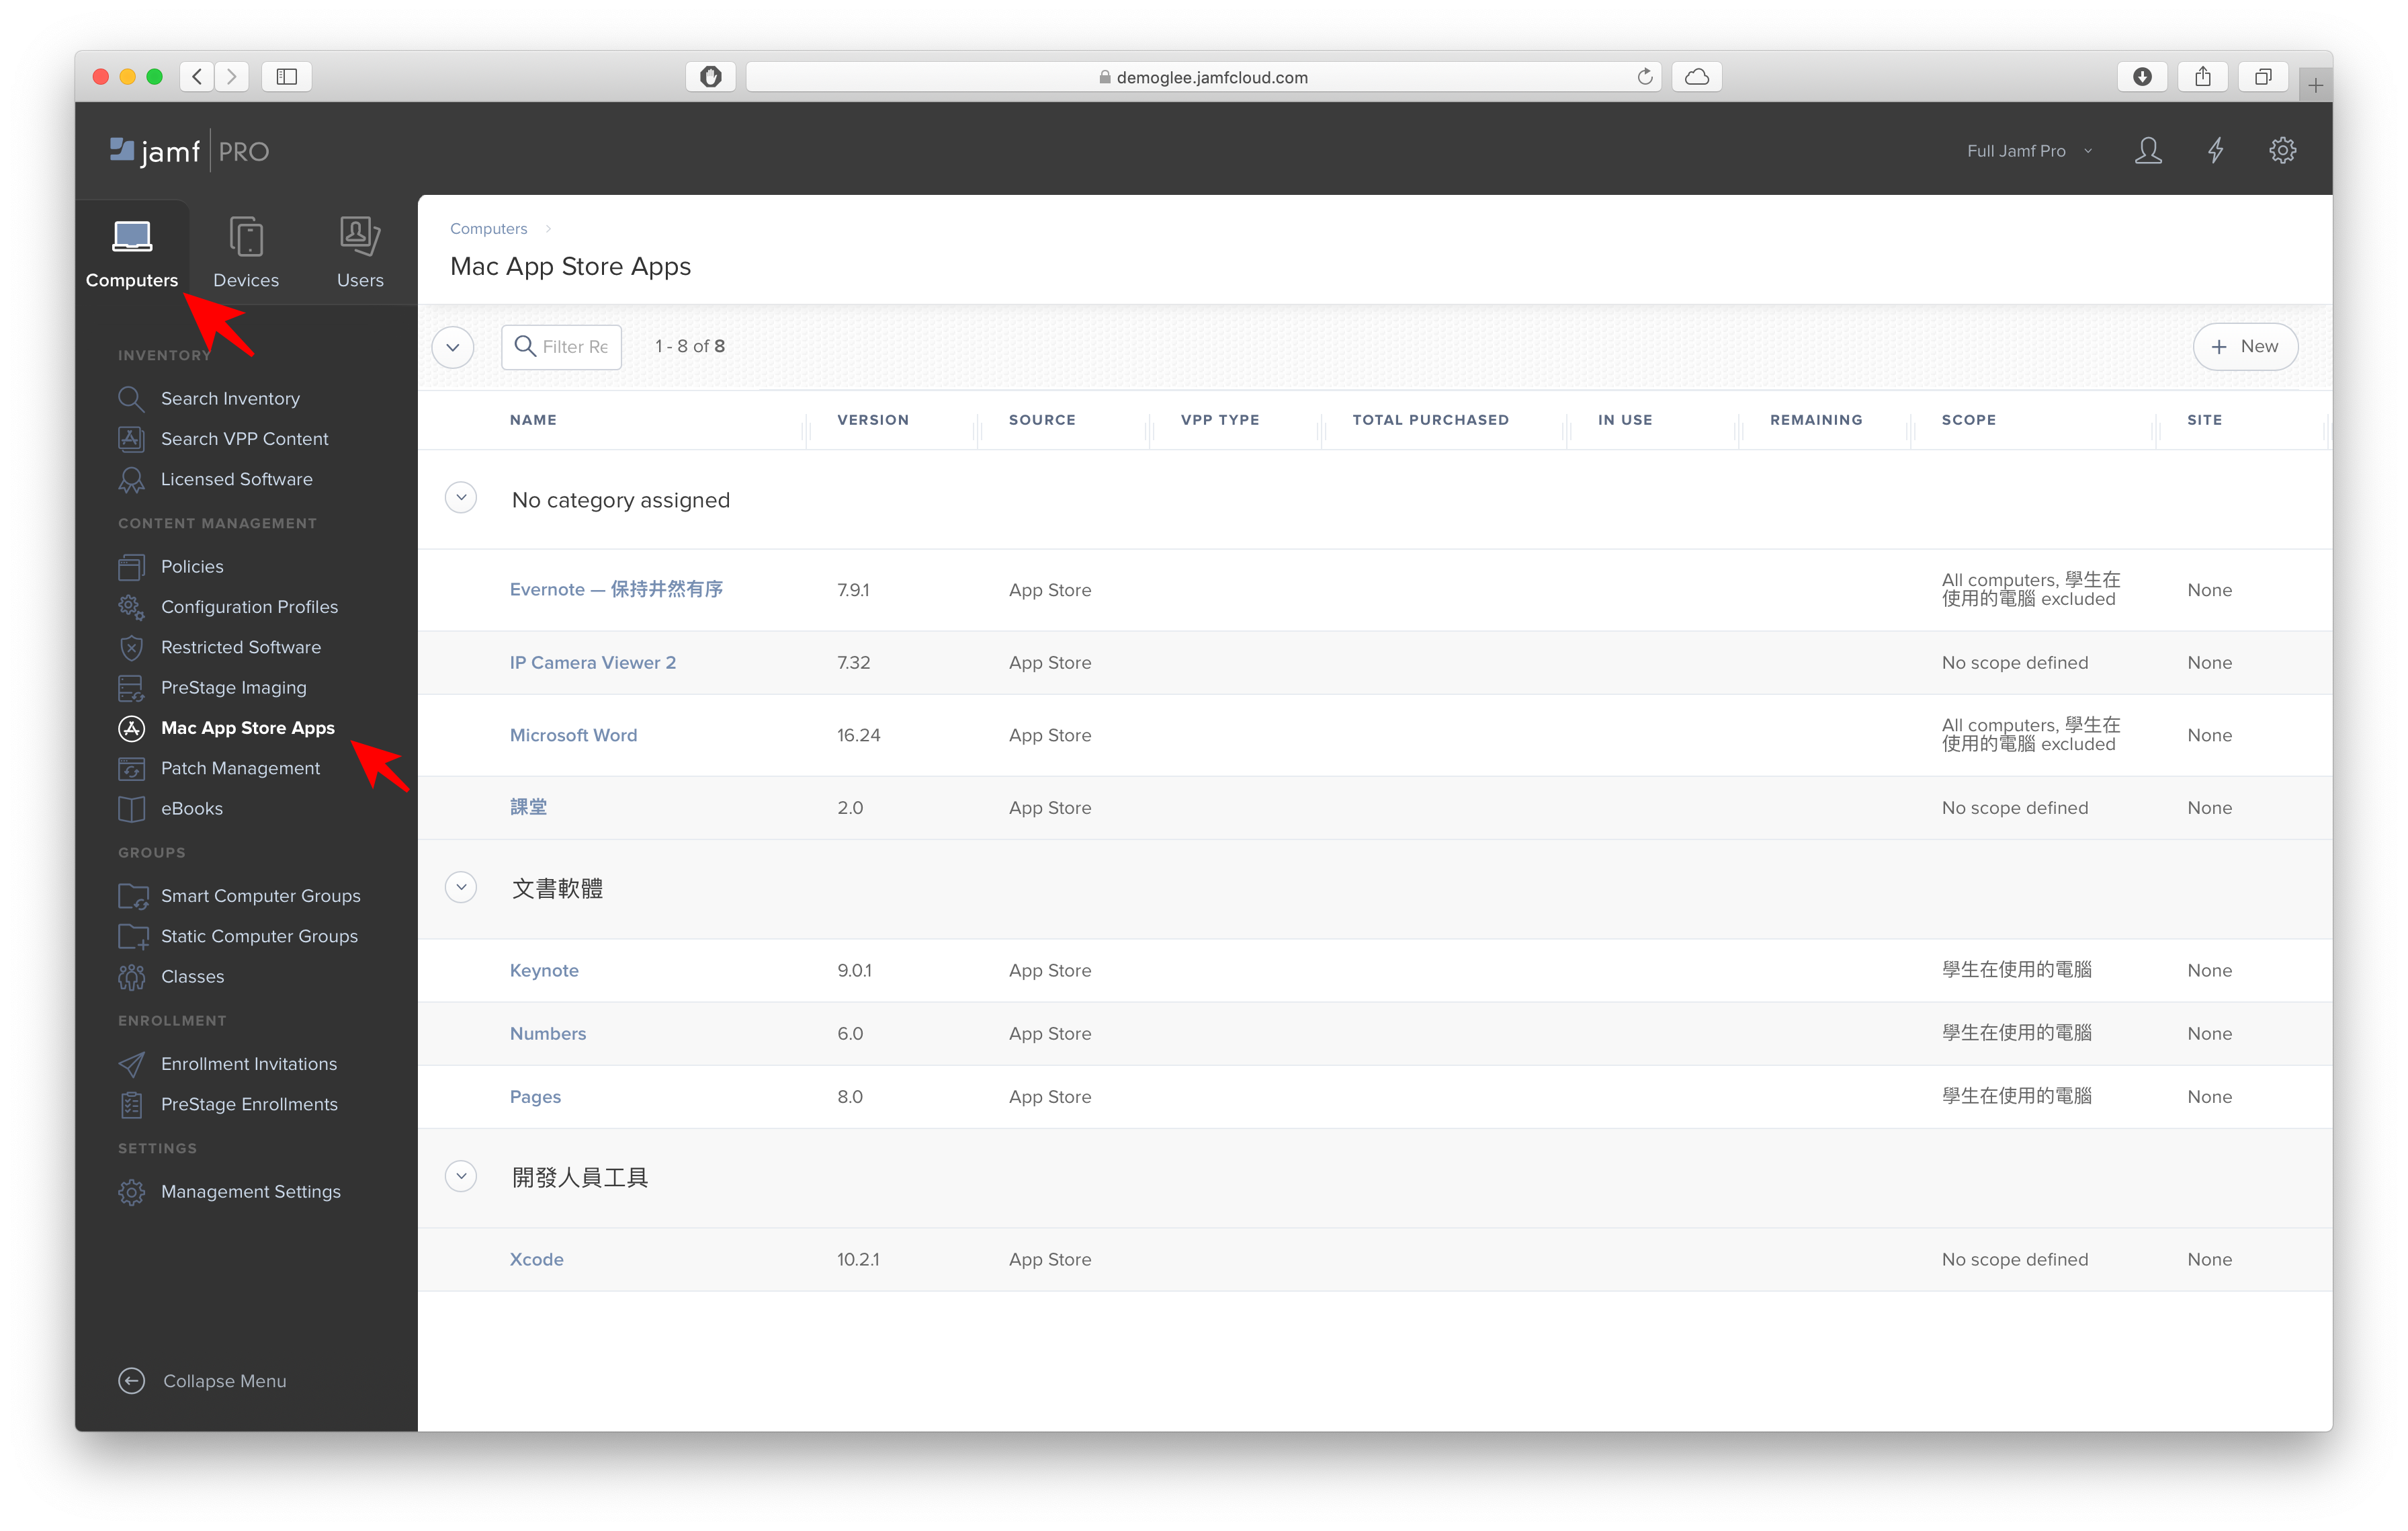 demoglee.jamfcloud.com
jamf PRO
Full Jamf Pro
Computers
Devices
Users
INVENTORY
Search Inventory
Search VPP Content
Licensed Software
CONTENT MANAGEMENT
Policies
Configuration Profiles
Restricted Software
PreStage Imaging
Mac App Store Apps
Patch Management
eBooks
GROUPS
Smart Computer Groups
Static Computer Groups
Classes
ENROLLMENT
Enrollment Invitations
PreStage Enrollments
SETTINGS
Management Settings
Collapse Menu
Computers
Mac App Store Apps
Filter Re
1 - 8 of 8
New
NAME VERSION SOURCE VPP TYPE TOTAL PURCHASED IN USE REMAINING SCOPE SITE
No category assigned
Evernote — 保持井然有序 7.9.1 App Store All computers, 學生在
使用的電腦 excluded None
IP Camera Viewer 2 7.32 App Store No scope defined None
Microsoft Word 16.24 App Store All computers, 學生在
使用的電腦 excluded None
課堂 2.0 App Store No scope defined None
文書軟體
Keynote 9.0.1 App Store 學生在使用的電腦 None
Numbers 6.0 App Store 學生在使用的電腦 None
Pages 8.0 App Store 學生在使用的電腦 None
開發人員工具
Xcode 10.2.1 App Store No scope defined None